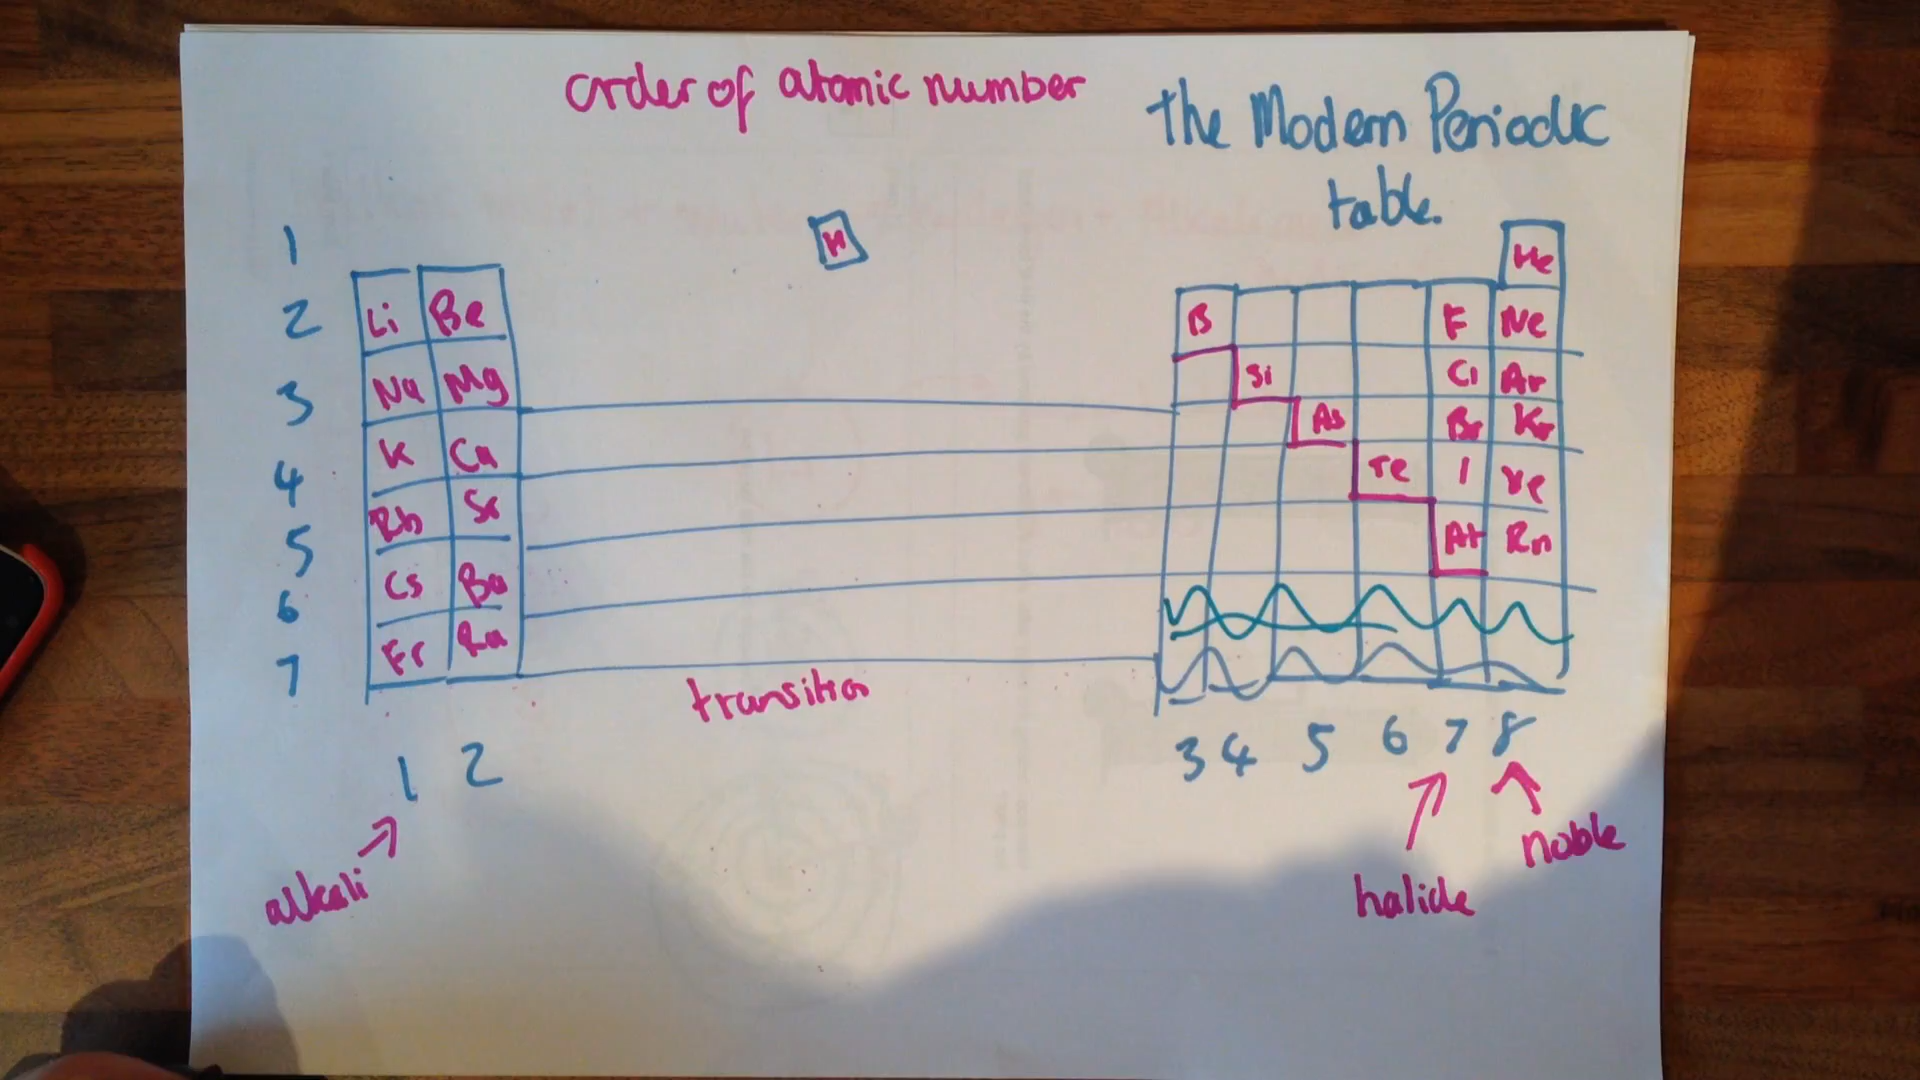 order of atomic number
the Modern Periodic
table.
1
H
He
2 Li Be B F Ne
3 Na Mg Si Cl Ar
4 K Ca As Br Kr
5 Rb Sr Te I Xe
6 Cs Ba At Rn
7 Fr Ra
transition
1 2 3 4 5 6 7 8
alkali
halide
noble